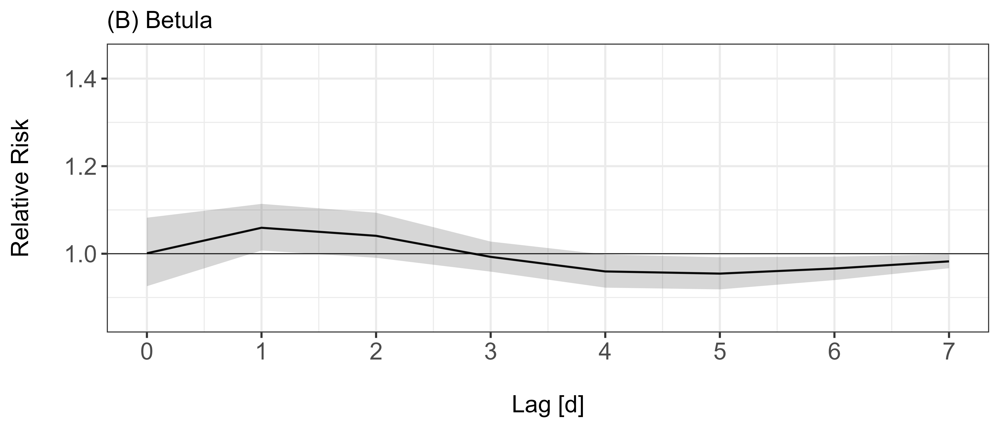 (B) Betula
Relative Risk
1.4
1.2
1.0
0 1 2 3 4 5 6 7
Lag [d]